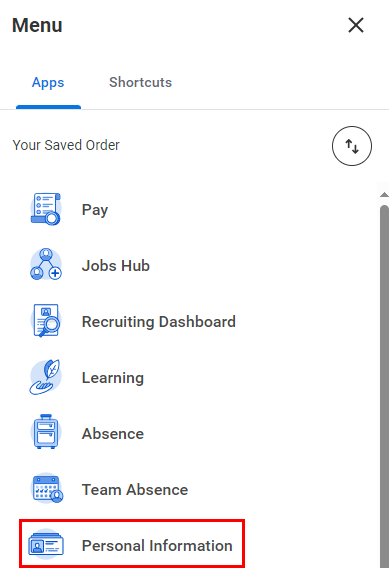 Menu
Apps
Shortcuts
Your Saved Order
Pay
Jobs Hub
Recruiting Dashboard
Learning
Absence
Team Absence
Personal Information